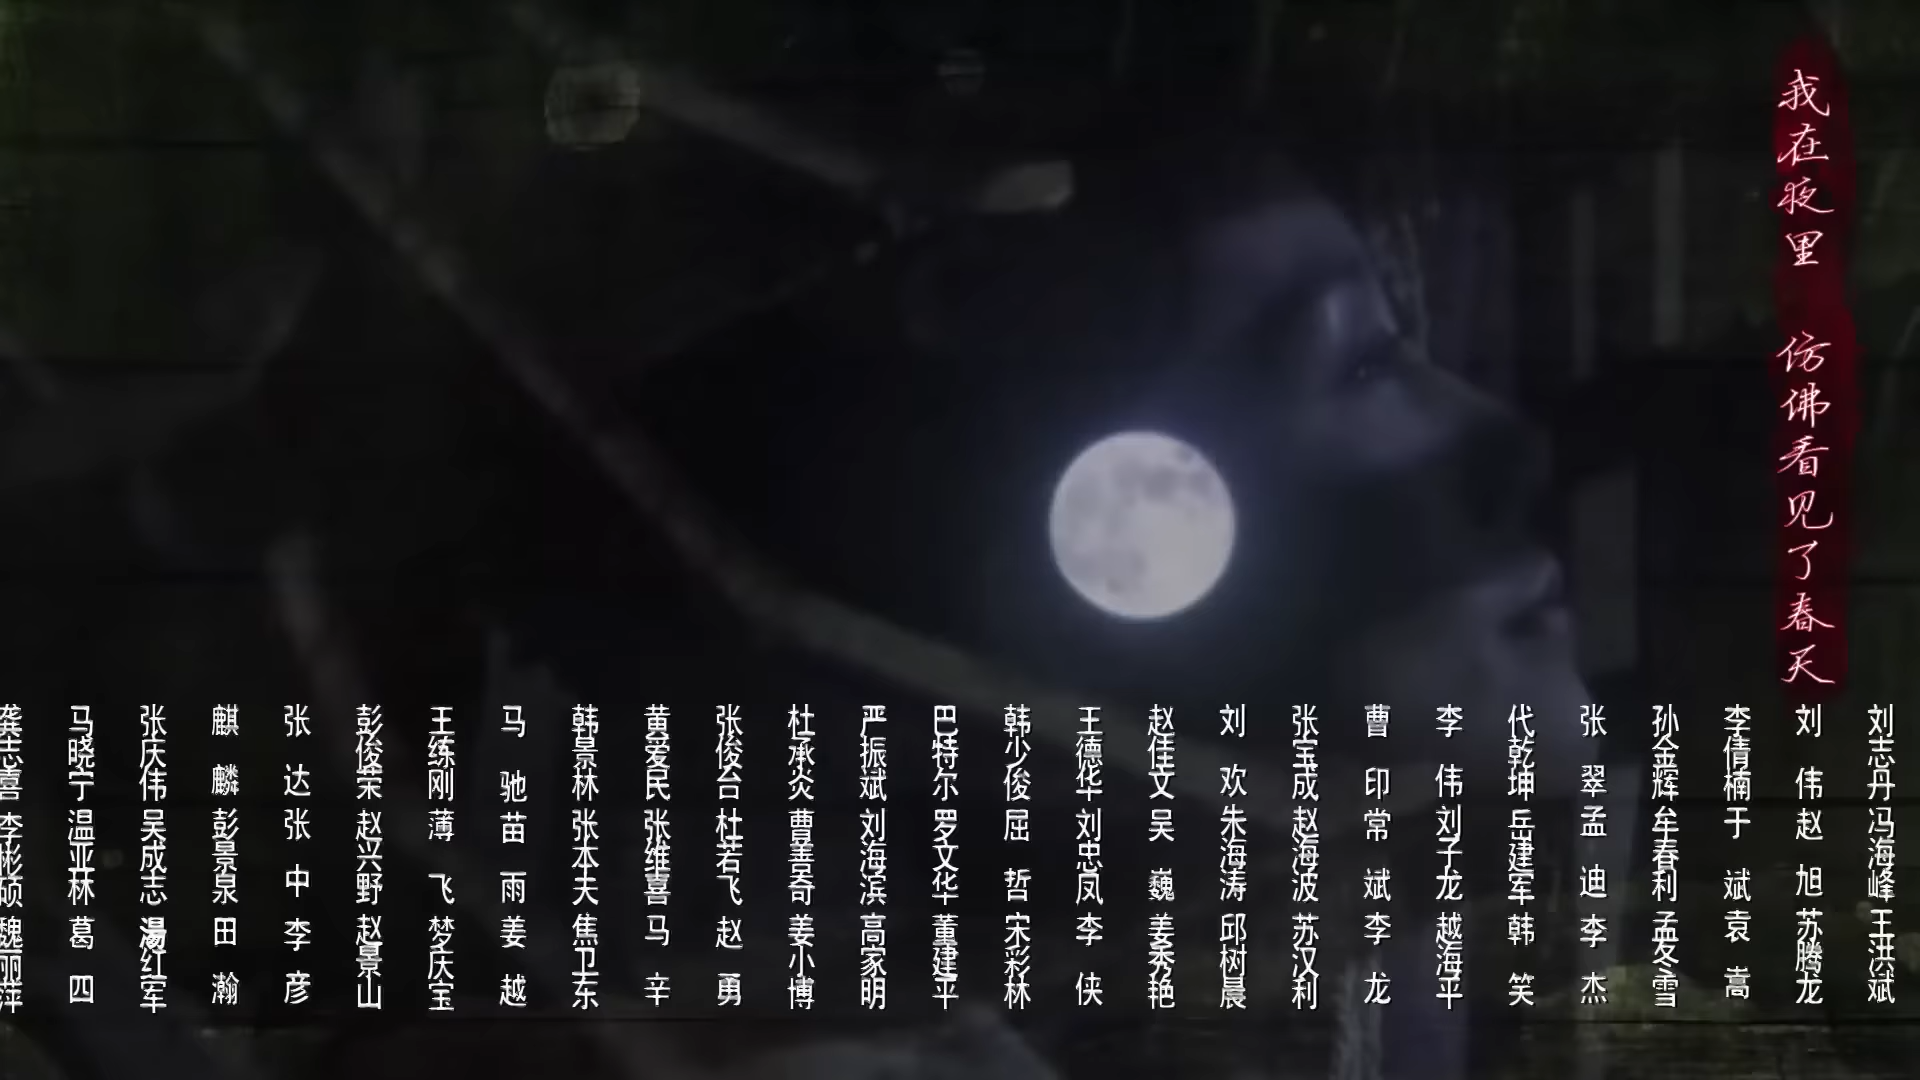 我在夜里 仿佛看见了春天
刘志丹 冯海峰 王洪斌
刘伟 赵旭 苏腾龙
李倩楠 于斌 袁嵩
孙金辉 牟春利 孟冬雪
张翠 孟迪 李杰
代乾坤 岳建军 韩笑
李伟 刘子龙 越海平
曹印 常斌 李龙
张宝成 赵海波 苏汉利
刘欢 朱海涛 邱树晨
赵佳文 吴巍 姜秀艳
王德华 刘忠凤 李侠
韩少俊 屈哲 宋彩林
巴特尔 罗文华 董建平
严振斌 刘海滨 高家明
杜承炎 曹善奇 姜小博
张俊台 杜若飞 赵勇
黄爱民 张维喜 马辛
韩景林 张本夫 焦卫东
马驰 苗雨 姜越
王练刚 薄飞 梦庆宝
彭俊荣 赵兴野 赵景山
张达 张中 李彦
麒麟 彭景泉 田瀚
张庆伟 吴成志 湯红军
马晓宁 温亚林 葛四
龚志喜 李彬硕 魏丽萍